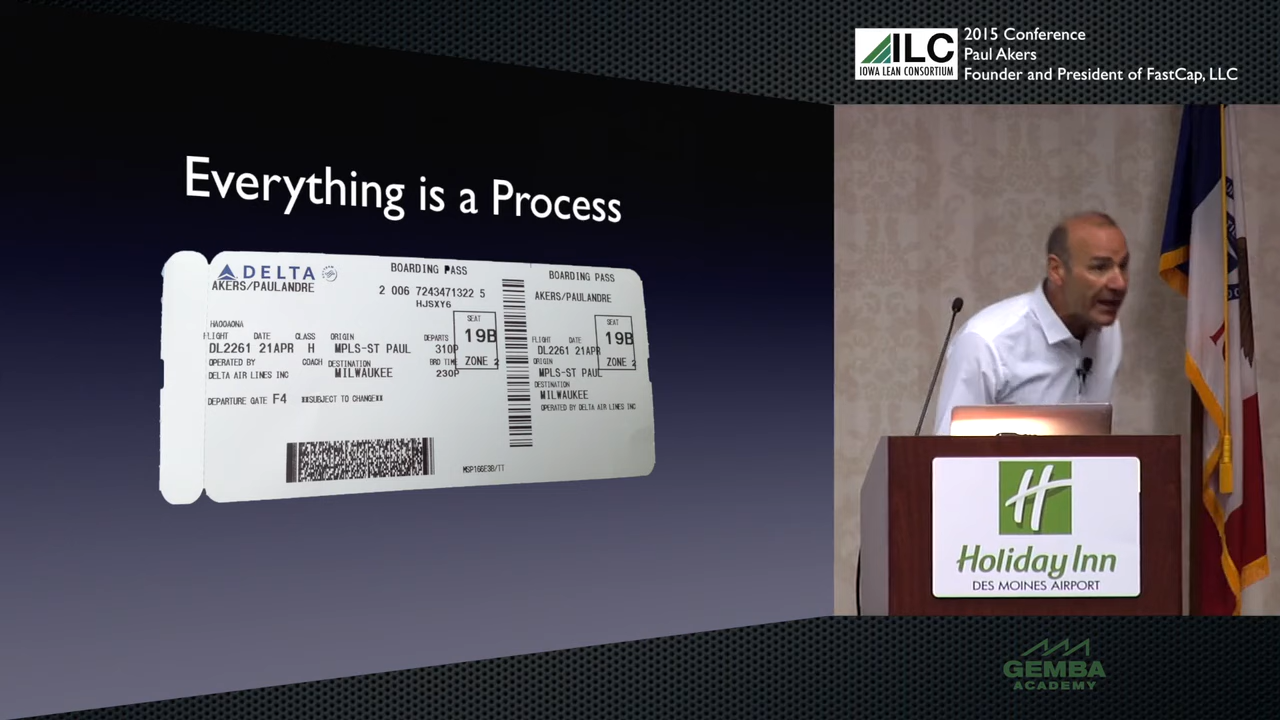 ILC
IOWA LEAN CONSORTIUM
2015 Conference
Paul Akers
Founder and President of FastCap, LLC
Everything is a Process
DELTA
BOARDING PASS
AKERS/PAULANDRE
2 006 7243471322 5
HJSXY6
SEAT
19B
ZONE 2
FLIGHT DATE CLASS ORIGIN DEPARTS
DL2261 21APR H MPLS-ST PAUL 310P
OPERATED BY COACH DESTINATION BRD TIME
DELTA AIR LINES INC MILWAUKEE 230P
DEPARTURE GATE F4 **SUBJECT TO CHANGE**
BOARDING PASS
AKERS/PAULANDRE
SEAT
19B
ZONE 2
FLIGHT DATE
DL2261 21APR
ORIGIN
MPLS-ST PAUL
DESTINATION
MILWAUKEE
OPERATED BY DELTA AIR LINES INC
H
Holiday Inn
DES MOINES AIRPORT
GEMBA
ACADEMY